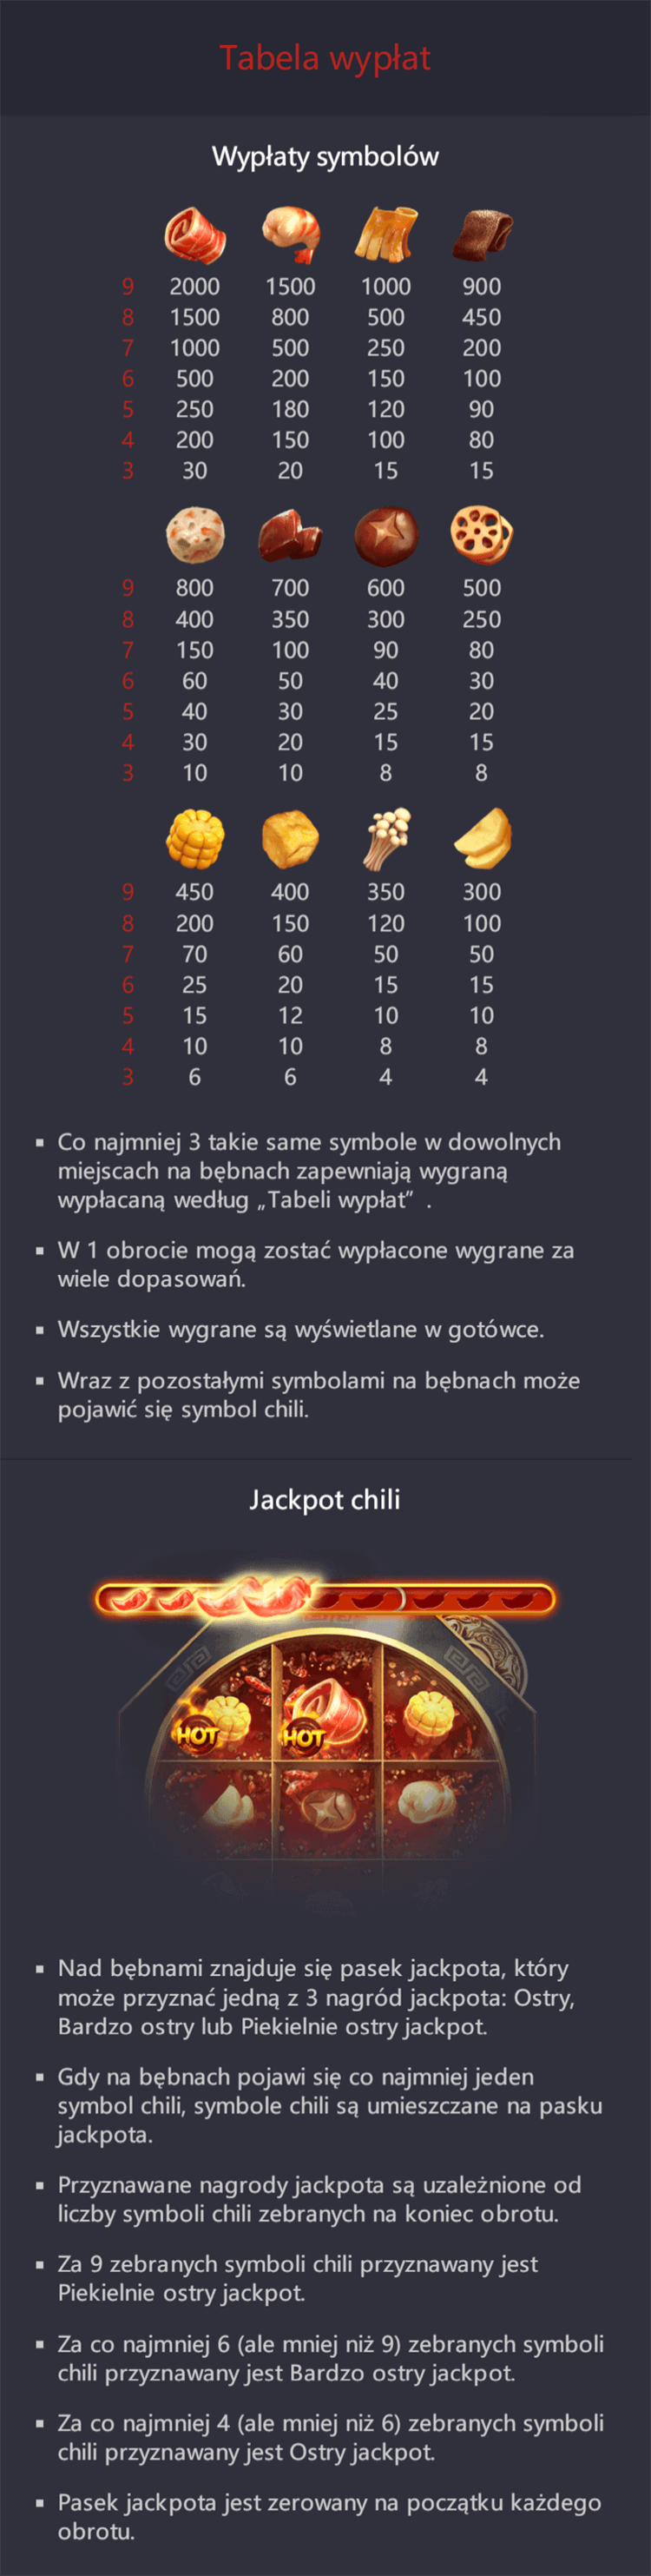 Tabela wypłat
Wypłaty symbolów
9 2000 1500 1000 900
8 1500 800 500 450
7 1000 500 250 200
6 500 200 150 100
5 250 180 120 90
4 200 150 100 80
3 30 20 15 15
9 800 700 600 500
8 400 350 300 250
7 150 100 90 80
6 60 50 40 30
5 40 30 25 20
4 30 20 15 15
3 10 10 8 8
9 450 400 350 300
8 200 150 120 100
7 70 60 50 50
6 25 20 15 15
5 15 12 10 10
4 10 10 8 8
3 6 6 4 4
▪ Co najmniej 3 takie same symbole w dowolnych
miejscach na bębnach zapewniają wygraną
wypłacaną według „Tabeli wypłat” .
▪ W 1 obrocie mogą zostać wypłacone wygrane za
wiele dopasowań.
▪ Wszystkie wygrane są wyświetlane w gotówce.
▪ Wraz z pozostałymi symbolami na bębnach może
pojawić się symbol chili.
Jackpot chili
HOT HOT
▪ Nad bębnami znajduje się pasek jackpota, który
może przyznać jedną z 3 nagród jackpota: Ostry,
Bardzo ostry lub Piekielnie ostry jackpot.
▪ Gdy na bębnach pojawi się co najmniej jeden
symbol chili, symbole chili są umieszczane na pasku
jackpota.
▪ Przyznawane nagrody jackpota są uzależnione od
liczby symboli chili zebranych na koniec obrotu.
▪ Za 9 zebranych symboli chili przyznawany jest
Piekielnie ostry jackpot.
▪ Za co najmniej 6 (ale mniej niż 9) zebranych symboli
chili przyznawany jest Bardzo ostry jackpot.
▪ Za co najmniej 4 (ale mniej niż 6) zebranych symboli
chili przyznawany jest Ostry jackpot.
▪ Pasek jackpota jest zerowany na początku każdego
obrotu.